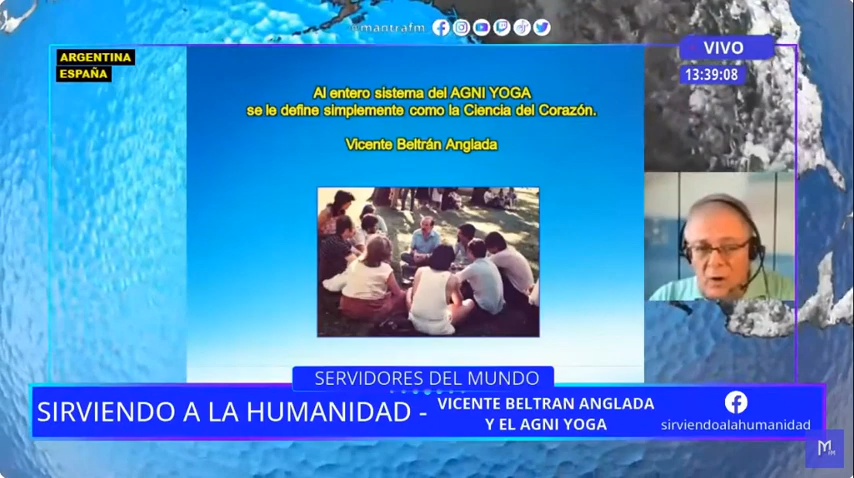 @mantrafm
ARGENTINA
ESPAÑA
VIVO
13:39:08
Al entero sistema del AGNI YOGA
se le define simplemente como la Ciencia del Corazón.
Vicente Beltrán Anglada
SERVIDORES DEL MUNDO
SIRVIENDO A LA HUMANIDAD -
VICENTE BELTRAN ANGLADA
Y EL AGNI YOGA
sirviendoalahumanidad
M FM